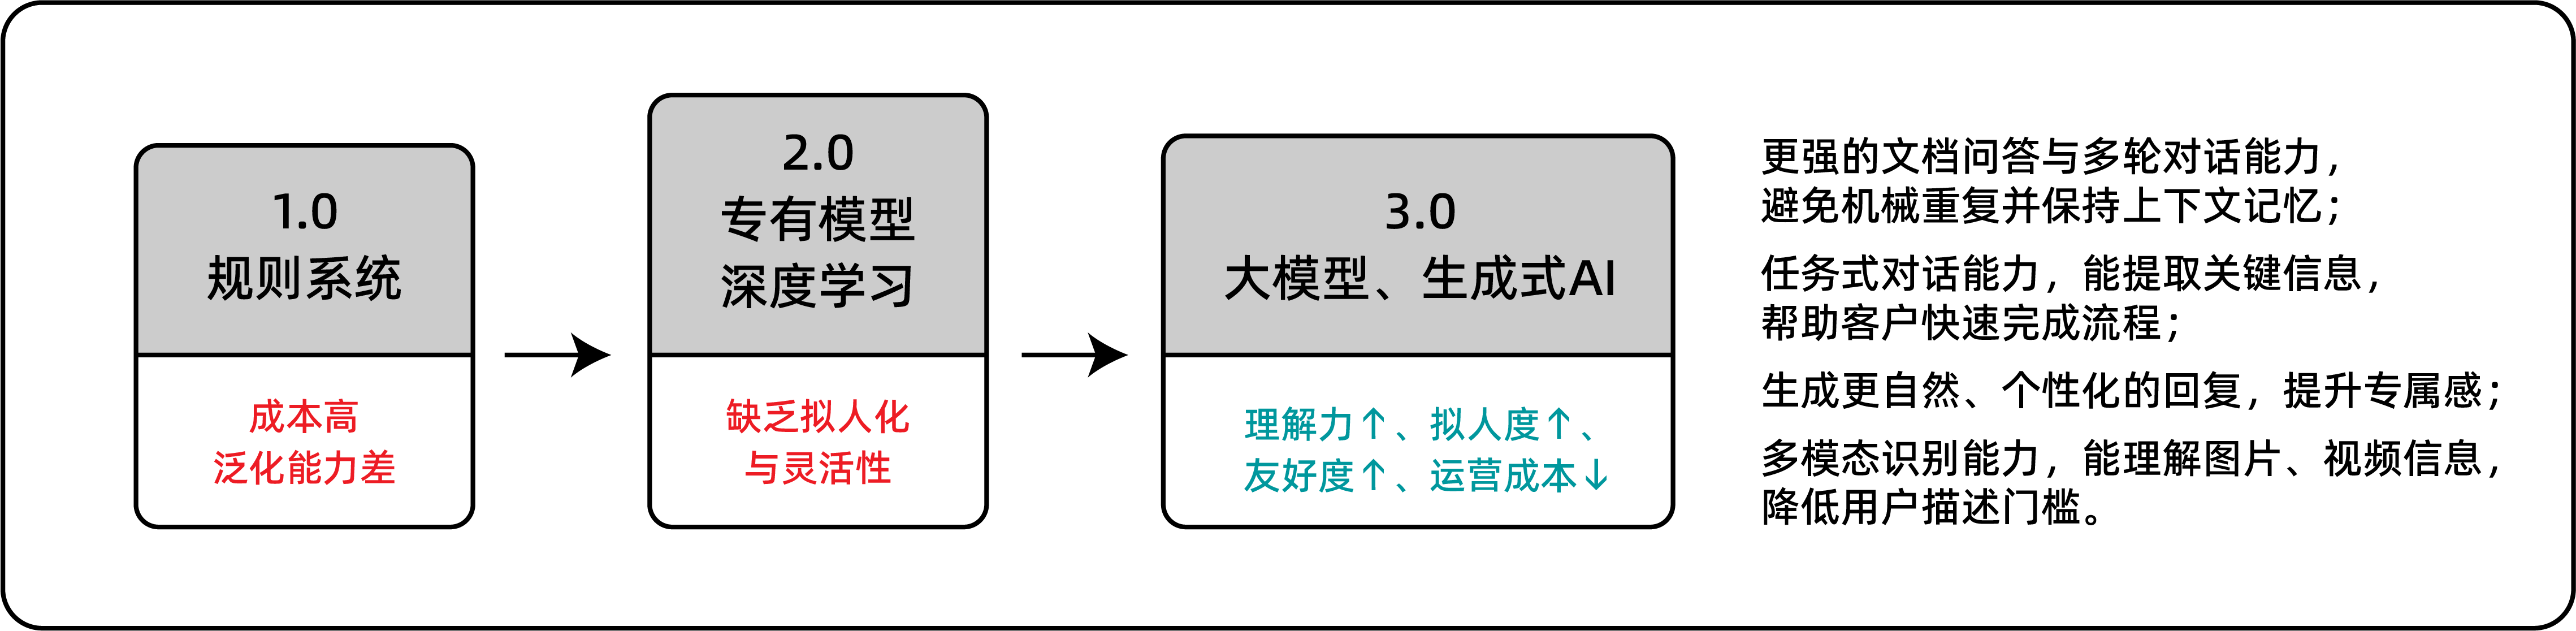 1.0
规则系统
成本高
泛化能力差
2.0
专有模型
深度学习
缺乏拟人化
与灵活性
3.0
大模型、生成式AI
理解力↑、拟人度↑、
友好度↑、运营成本↓
更强的文档问答与多轮对话能力，
避免机械重复并保持上下文记忆；
任务式对话能力，能提取关键信息，
帮助客户快速完成流程；
生成更自然、个性化的回复，提升专属感；
多模态识别能力，能理解图片、视频信息，
降低用户描述门槛。